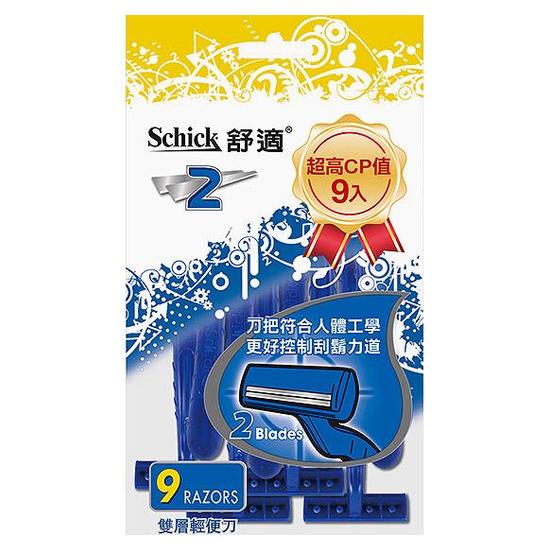 Schick 舒適®
2
超高CP值
9入
刀把符合人體工學
更好控制刮鬍力道
2 Blades
9 RAZORS
雙層輕便刀